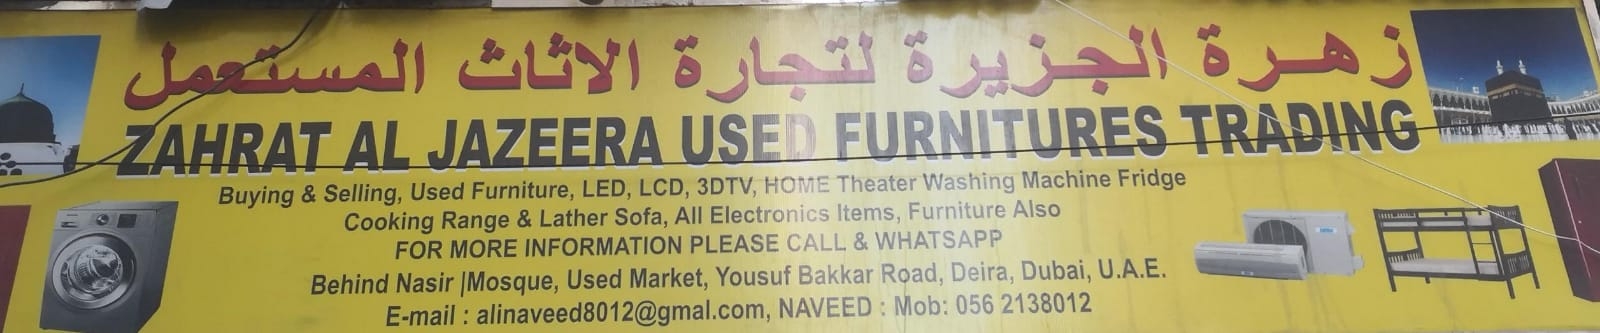 زهرة الجزيرة لتجارة الاثاث المستعمل
ZAHRAT AL JAZEERA USED FURNITURES TRADING
Buying & Selling, Used Furniture, LED, LCD, 3DTV, HOME Theater Washing Machine Fridge
Cooking Range & Lather Sofa, All Electronics Items, Furniture Also
FOR MORE INFORMATION PLEASE CALL & WHATSAPP
Behind Nasir |Mosque, Used Market, Yousuf Bakkar Road, Deira, Dubai, U.A.E.
E-mail : alinaveed8012@gmal.com, NAVEED : Mob: 056 2138012